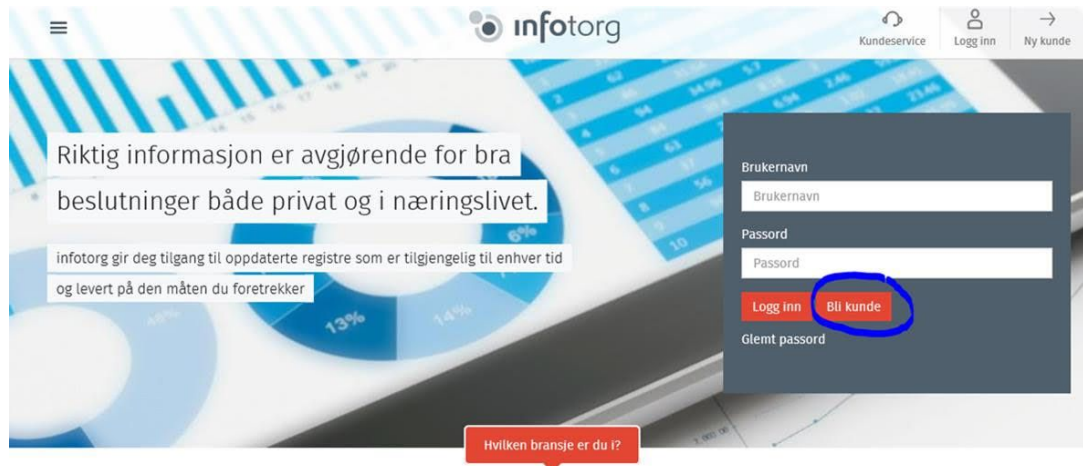 infotorg
Kundeservice
Logg inn
Ny kunde
Riktig informasjon er avgjørende for bra
beslutninger både privat og i næringslivet.
infotorg gir deg tilgang til oppdaterte registre som er tilgjengelig til enhver tid
og levert på den måten du foretrekker
Brukernavn
Brukernavn
Passord
Passord
Logg inn Bli kunde
Glemt passord
Hvilken bransje er du i?
6%
13%
14%